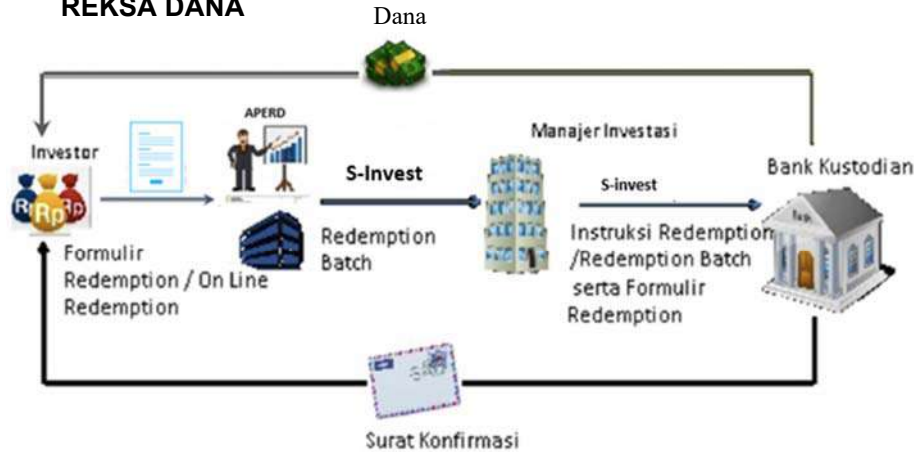 REKSA DANA
Dana
APERD
Investor
Manajer Investasi
Bank Kustodian
S-Invest
S-invest
Rp
Formulir
Redemption / On Line
Redemption
Redemption
Batch
Instruksi Redemption
/Redemption Batch
serta Formulir
Redemption
Surat Konfirmasi